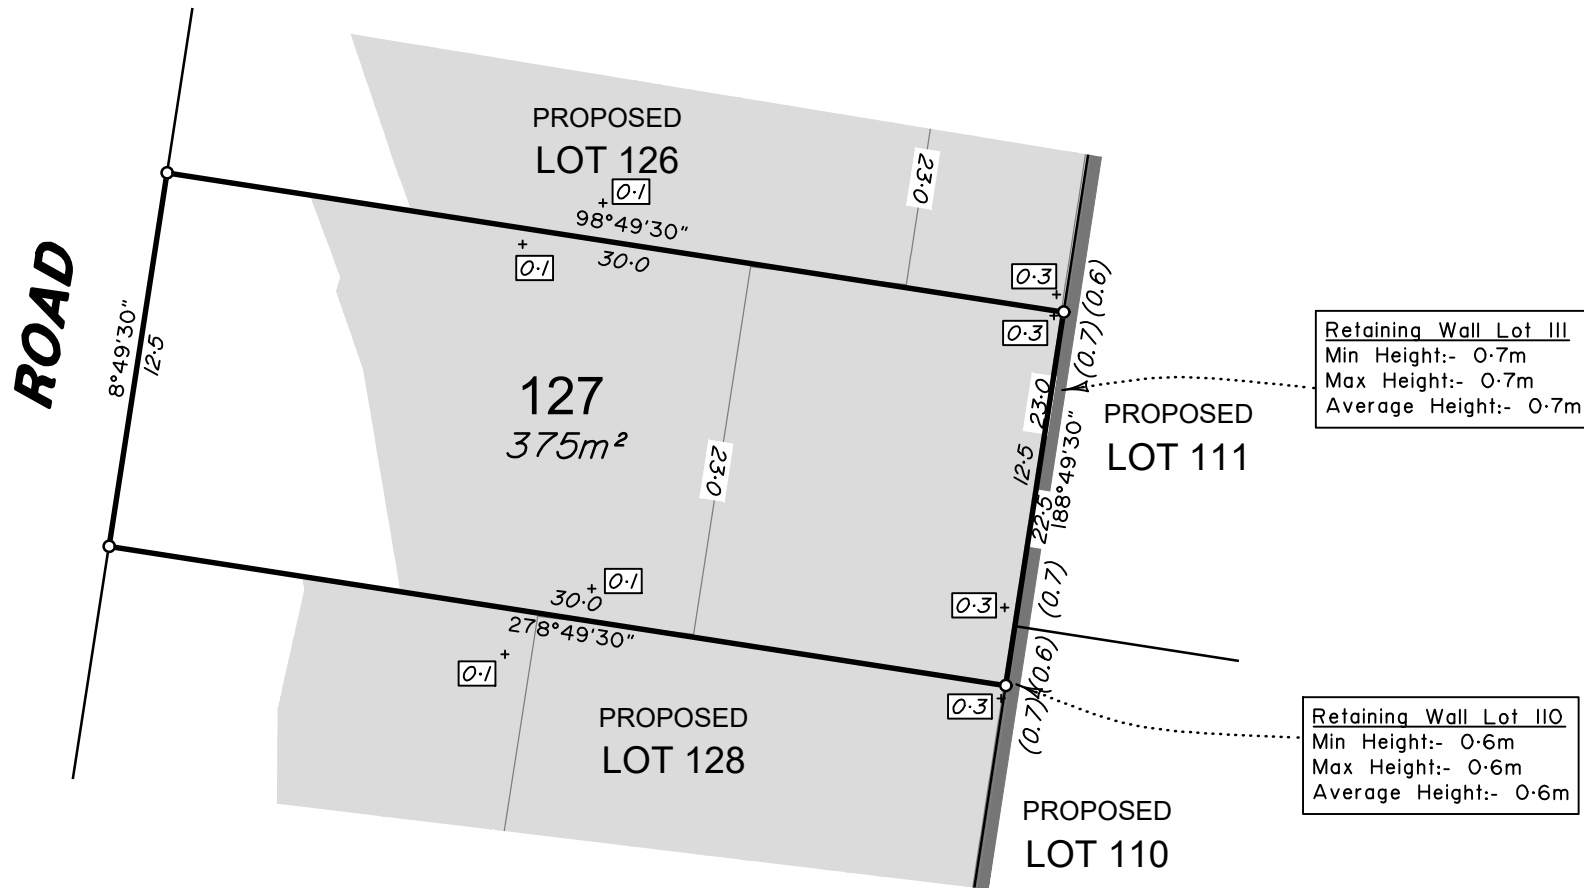 PROPOSED
LOT 126
0·1
98°49'30"
30·0
0·1
23·0
0·3
0·3
(0.6)
(0.7)
ROAD
8°49'30"
12·5
127
375m²
23·0
23·0
12·5
188°49'30"
22·5
PROPOSED
LOT 111
Retaining Wall Lot 111
Min Height:- 0·7m
Max Height:- 0·7m
Average Height:- 0·7m
0·1
30·0
278°49'30"
0·1
0·3
(0.7)
0·3
(0.6)
(0.7)
PROPOSED
LOT 128
Retaining Wall Lot 110
Min Height:- 0·6m
Max Height:- 0·6m
Average Height:- 0·6m
PROPOSED
LOT 110